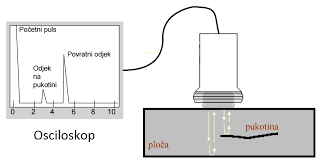 Početni puls
Povratni odjek
Odjek
na
pukotini
0 2 4 6 8 10
Osciloskop
pukotina
ploča